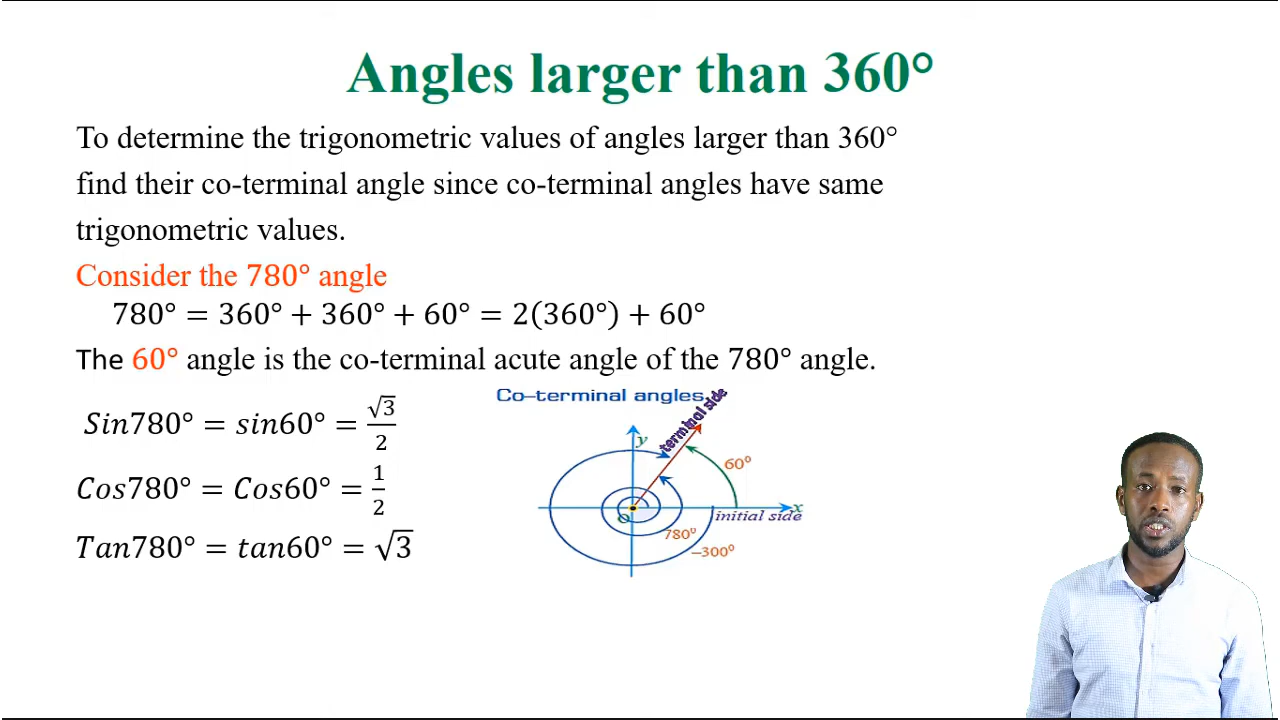 Angles larger than 360°
To determine the trigonometric values of angles larger than 360°
find their co-terminal angle since co-terminal angles have same
trigonometric values.
Consider the 780° angle
780° = 360° + 360° + 60° = 2(360°) + 60°
The 60° angle is the co-terminal acute angle of the 780° angle.
Sin780° = sin60° = √3/2
Cos780° = Cos60° = 1/2
Tan780° = tan60° = √3
Co–terminal angles
terminal side
y
60°
x
O
initial side
780°
–300°